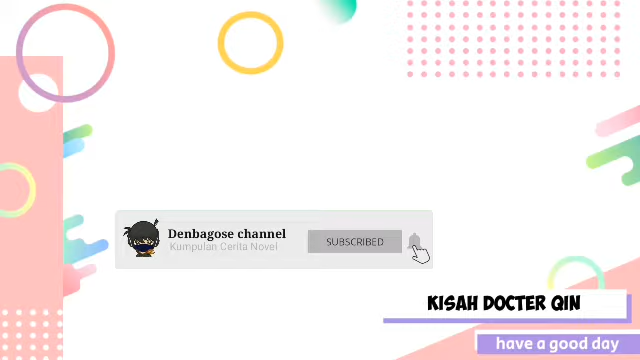 Denbagose channel
Kumpulan Cerita Novel
SUBSCRIBED
KISAH DOCTER QIN
have a good day